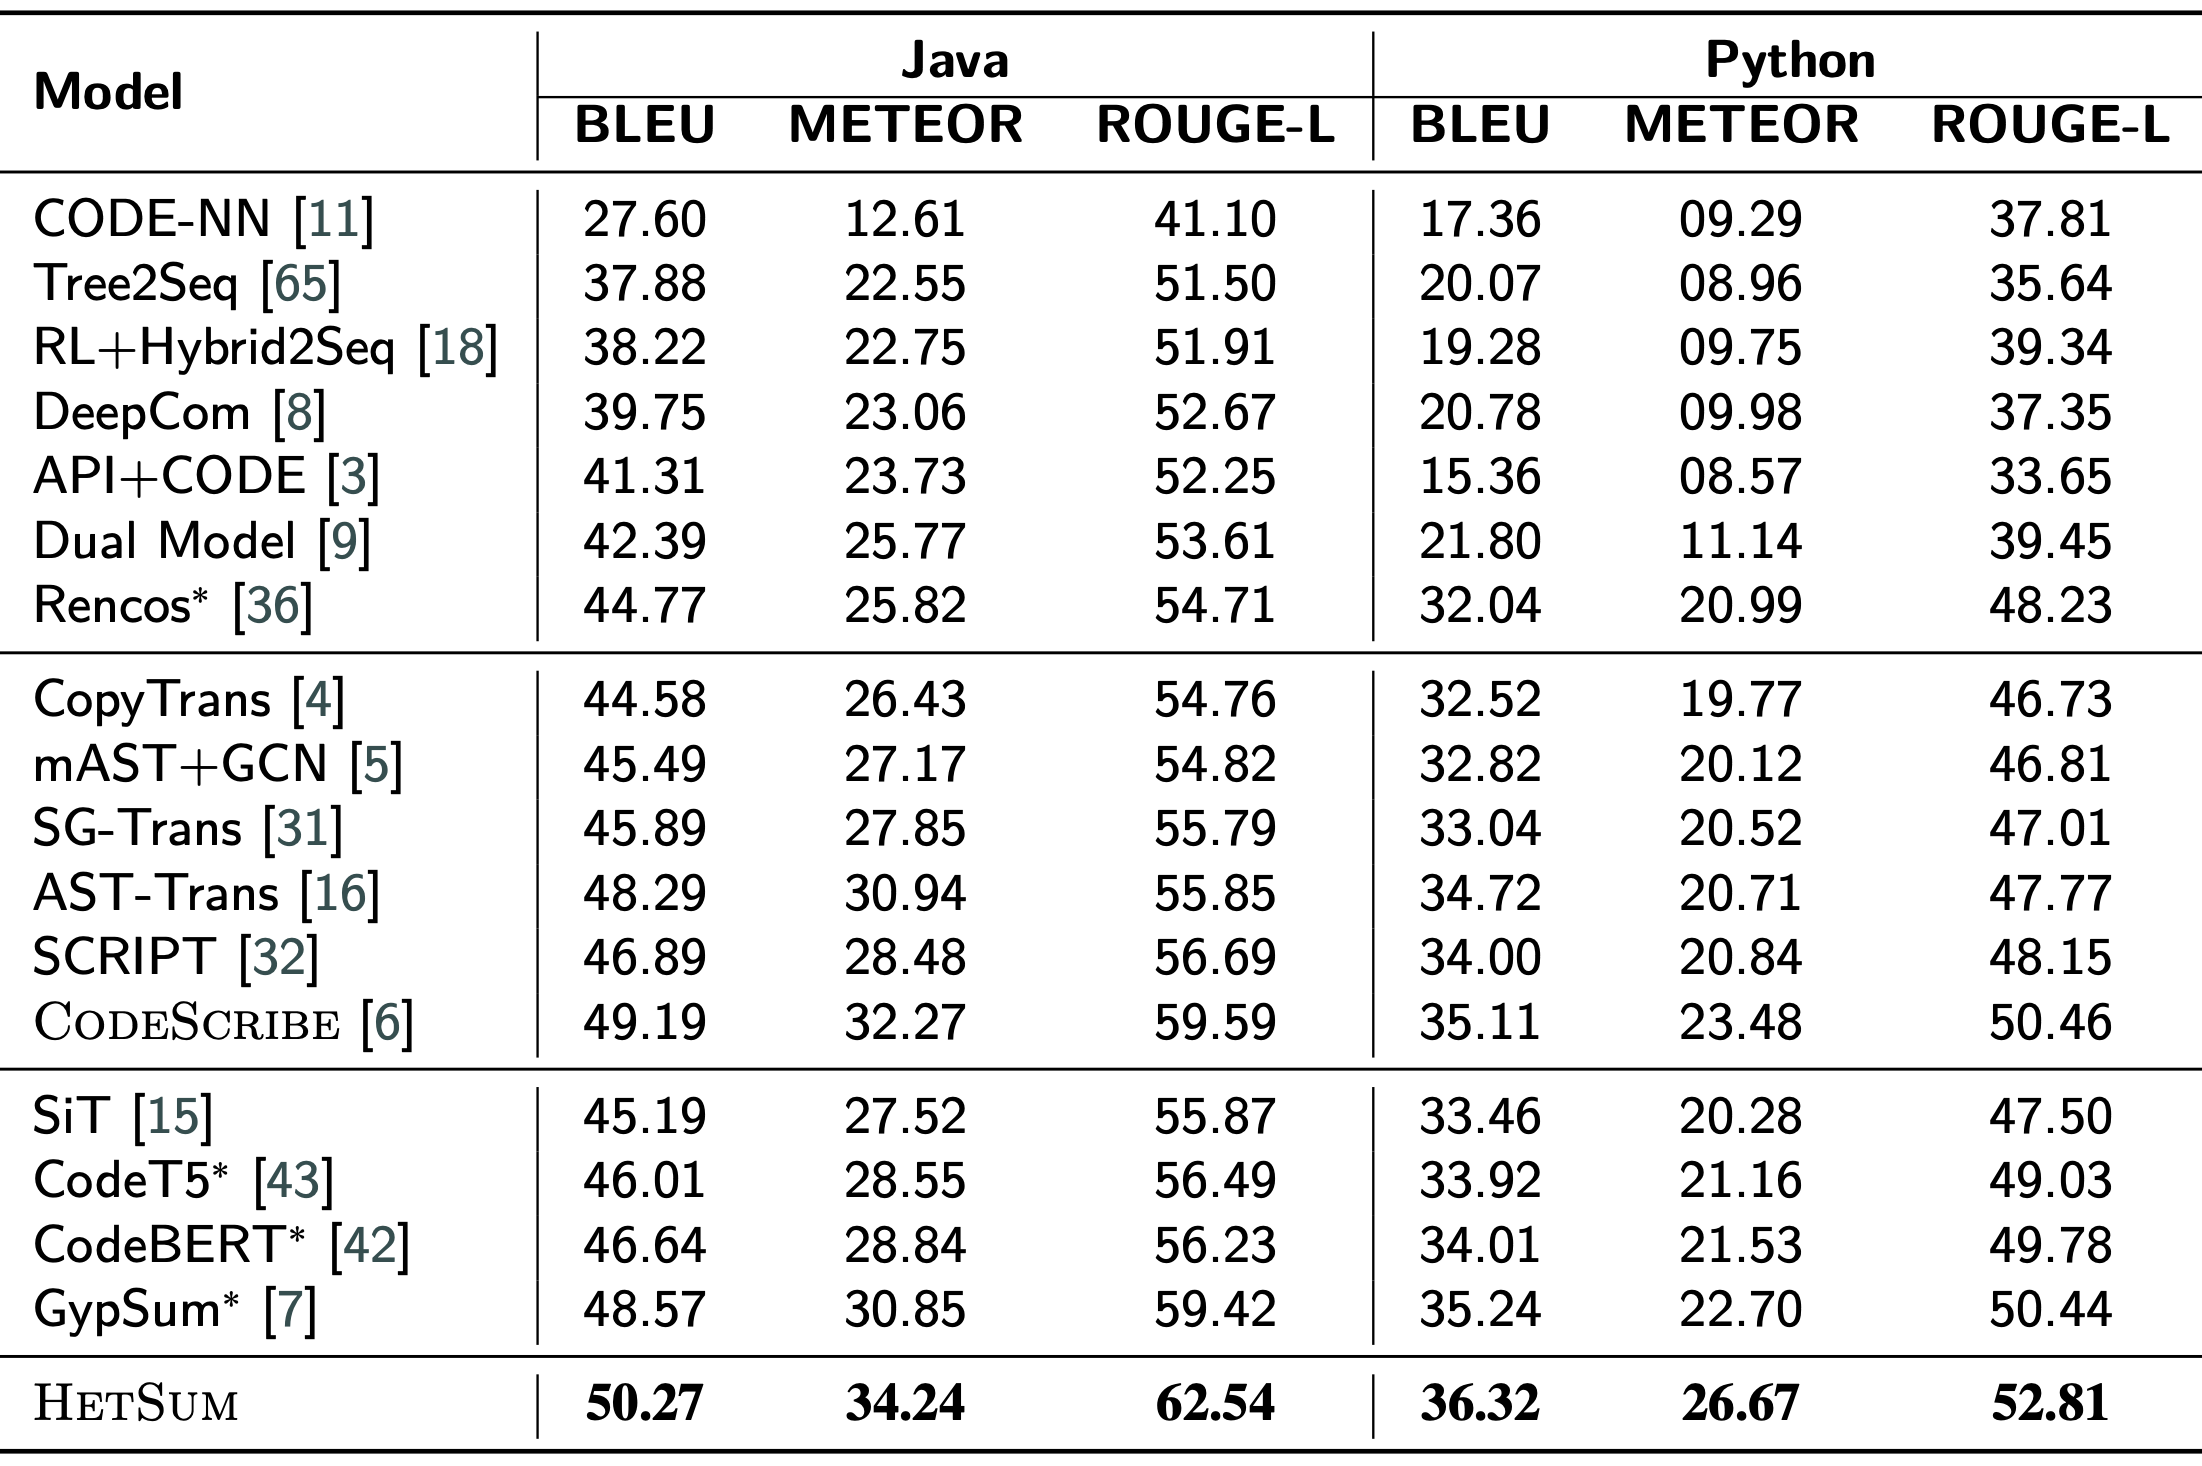 Model Java Python
BLEU METEOR ROUGE-L BLEU METEOR ROUGE-L
CODE-NN [11] 27.60 12.61 41.10 17.36 09.29 37.81
Tree2Seq [65] 37.88 22.55 51.50 20.07 08.96 35.64
RL+Hybrid2Seq [18] 38.22 22.75 51.91 19.28 09.75 39.34
DeepCom [8] 39.75 23.06 52.67 20.78 09.98 37.35
API+CODE [3] 41.31 23.73 52.25 15.36 08.57 33.65
Dual Model [9] 42.39 25.77 53.61 21.80 11.14 39.45
Rencos* [36] 44.77 25.82 54.71 32.04 20.99 48.23
CopyTrans [4] 44.58 26.43 54.76 32.52 19.77 46.73
mAST+GCN [5] 45.49 27.17 54.82 32.82 20.12 46.81
SG-Trans [31] 45.89 27.85 55.79 33.04 20.52 47.01
AST-Trans [16] 48.29 30.94 55.85 34.72 20.71 47.77
SCRIPT [32] 46.89 28.48 56.69 34.00 20.84 48.15
CODESCRIBE [6] 49.19 32.27 59.59 35.11 23.48 50.46
SiT [15] 45.19 27.52 55.87 33.46 20.28 47.50
CodeT5* [43] 46.01 28.55 56.49 33.92 21.16 49.03
CodeBERT* [42] 46.64 28.84 56.23 34.01 21.53 49.78
GypSum* [7] 48.57 30.85 59.42 35.24 22.70 50.44
HETSUM 50.27 34.24 62.54 36.32 26.67 52.81